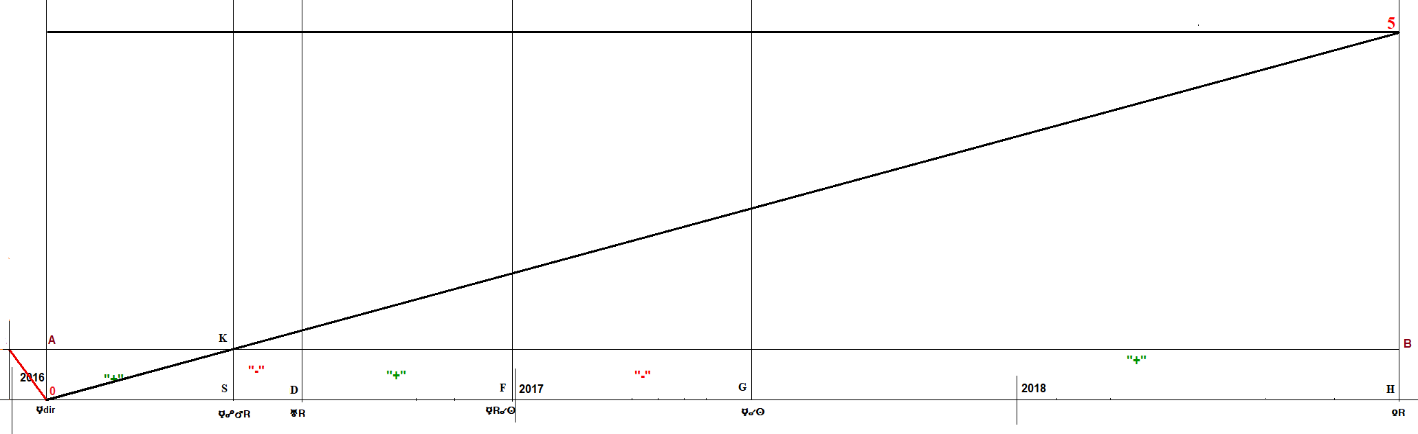 5
A
K
B
2016
0
"+"
"-"
"+"
"-"
"+"
S
D
F
2017
G
2018
H
☿dir
☿☍♂R
♅R
☿R☌☉
☿☌☉
♀R